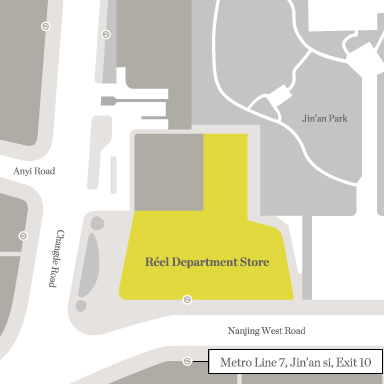 Jin'an Park
Anyi Road
Changde Road
Réel Department Store
Nanjing West Road
Metro Line 7, Jin'an si, Exit 10